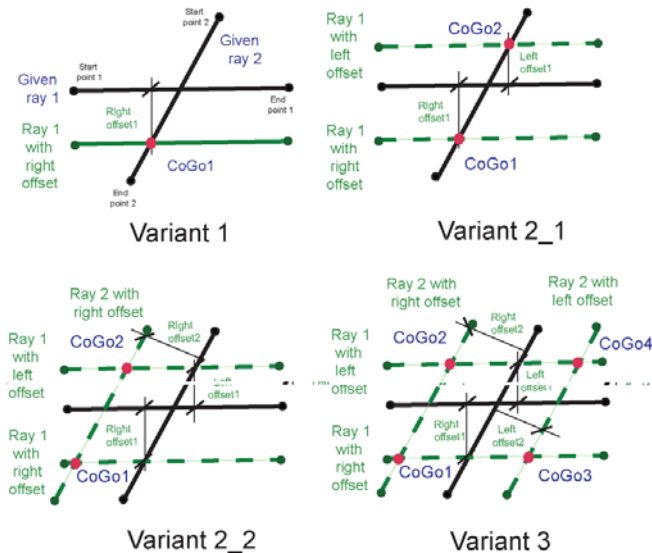 Start
point 2
Given
ray 2
Given
ray 1
Start
point 1
End
point 1
Right
offset1
Ray 1
with
right
offset
CoGo1
End
point 2
Variant 1
Ray 1
with
left
offset
CoGo2
Left
offset1
Right
offset1
Ray 1
with
right
offset
CoGo1
Variant 2_1
Ray 2 with
right offset
Right
offset2
Ray 1
with
left
offset
CoGo2
Left
offset1
Right
offset1
Ray 1
with
right
offset
CoGo1
Variant 2_2
Ray 2 with
right offset
Ray 2 with
left offset
Right
offset2
Ray 1
with
left
offset
CoGo2
CoGo4
Left
offset1
Right
offset1
Left
offset2
Ray 1
with
right
offset
CoGo1
CoGo3
Variant 3